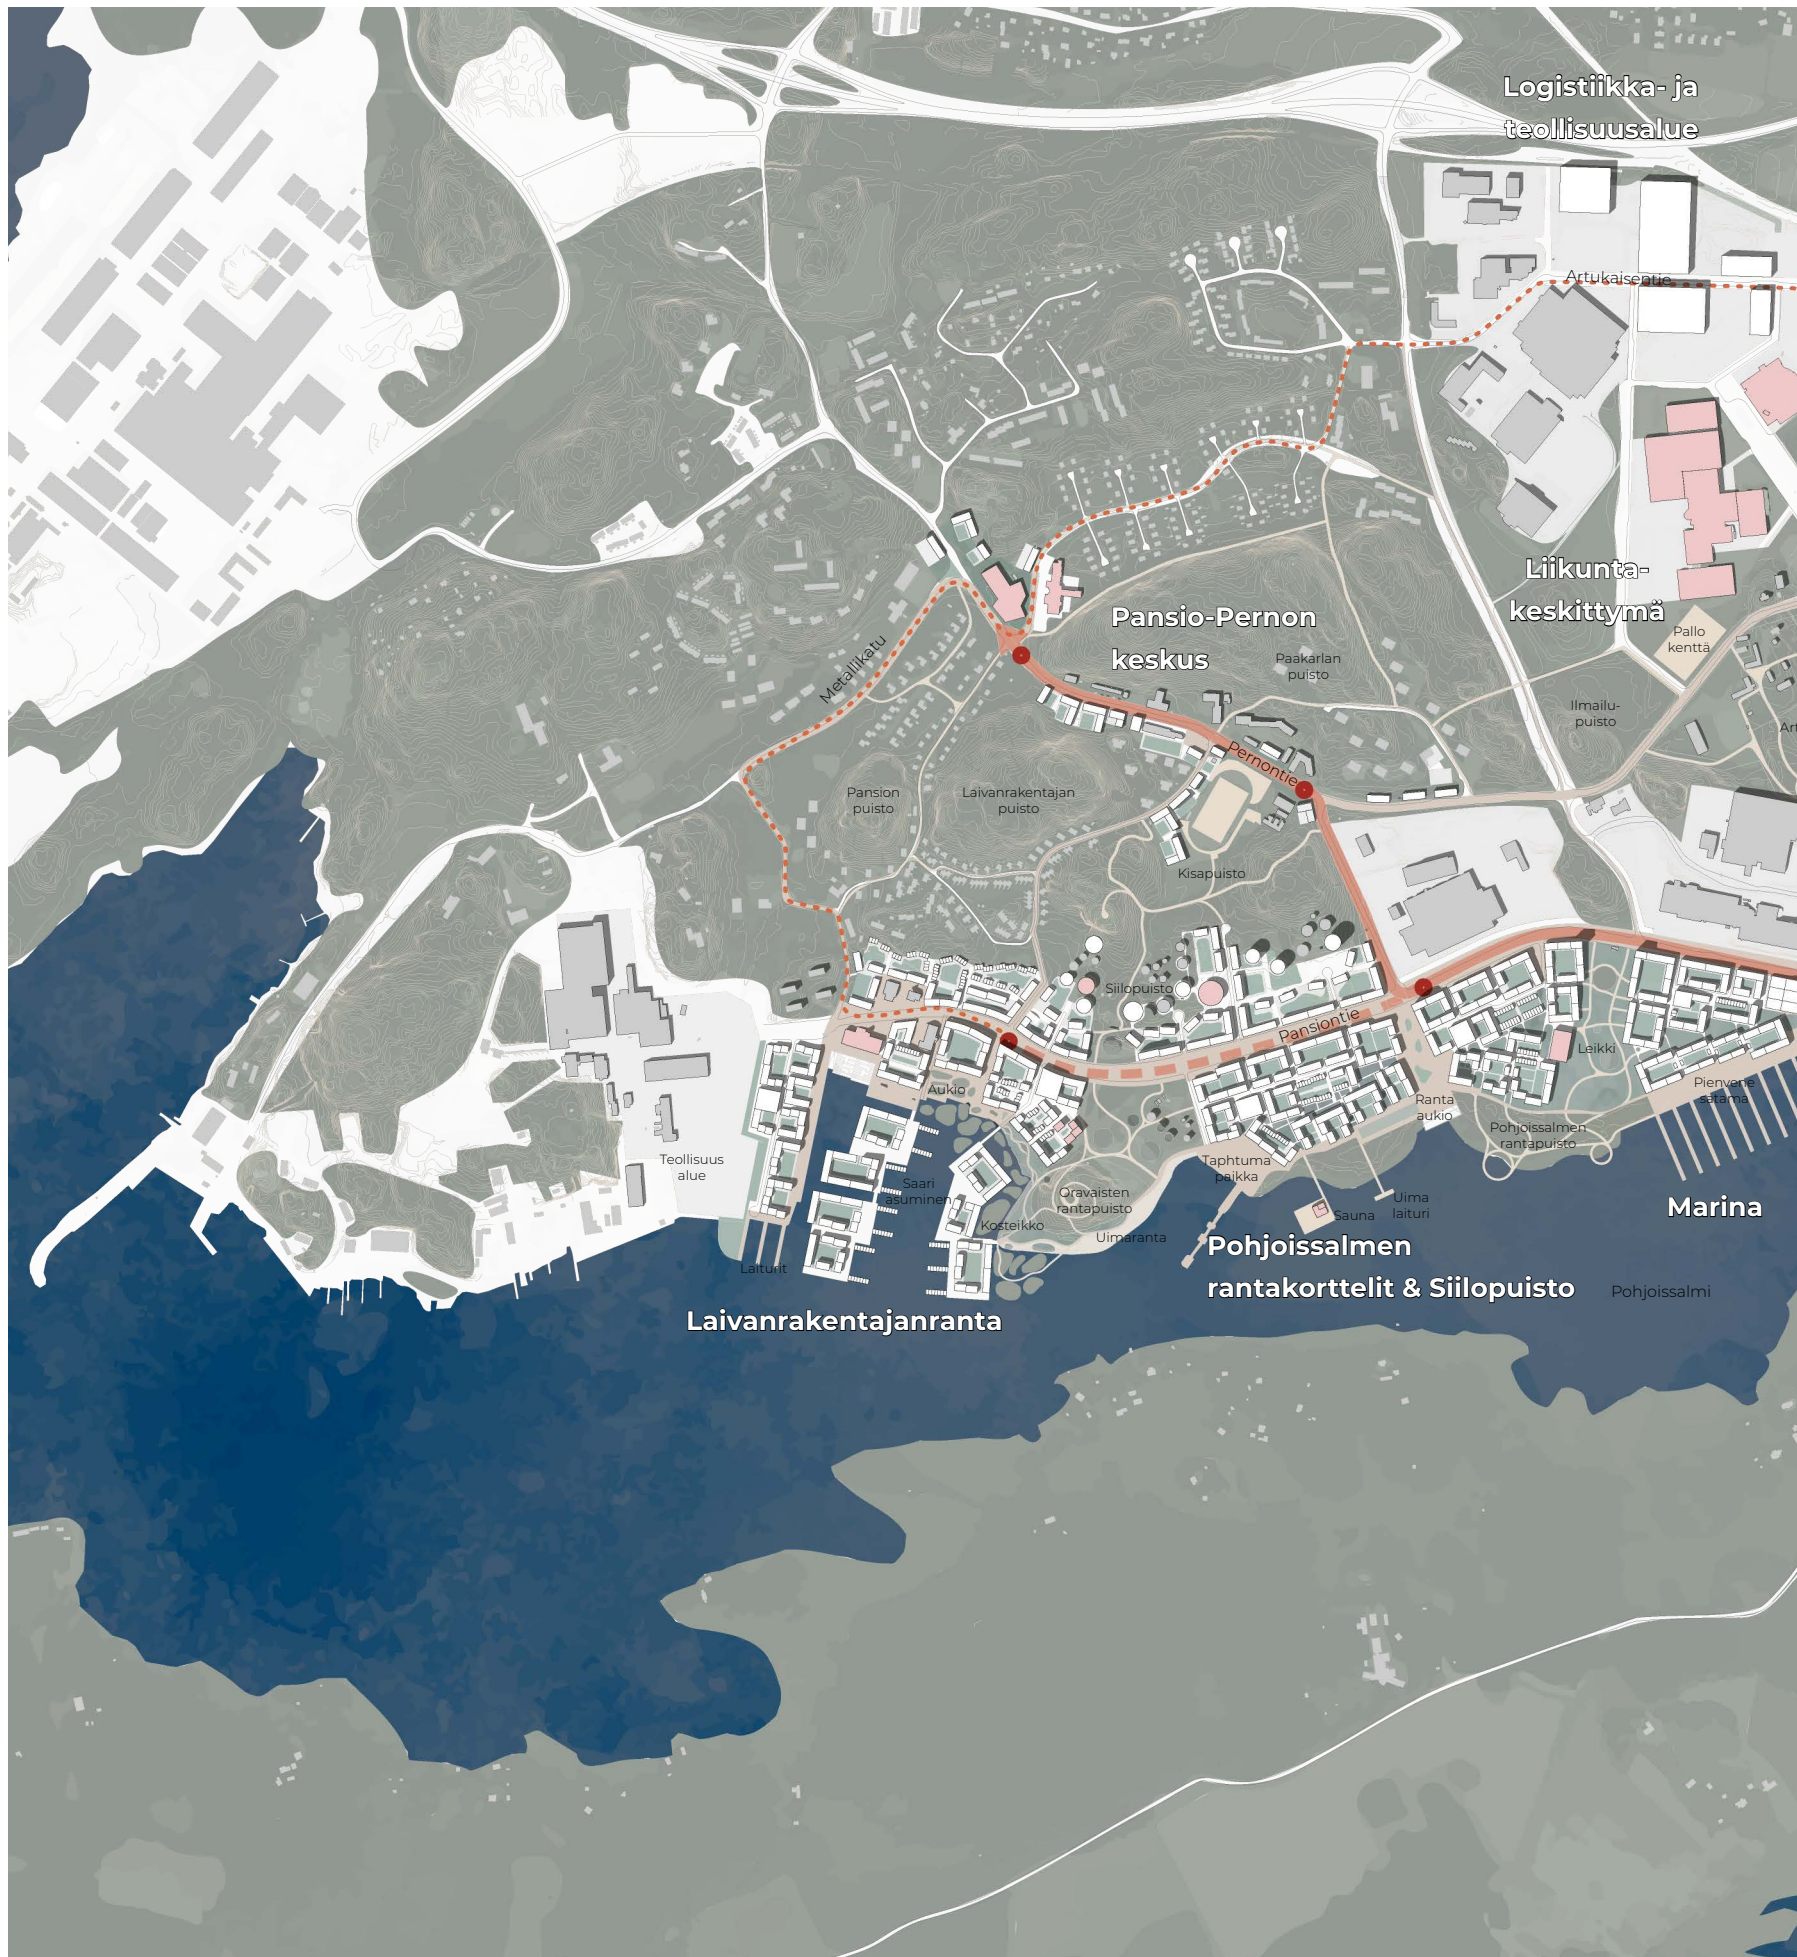 Logistiikka- ja
teollisuusalue
Artukaisentie
Liikunta-
keskittymä
Pallo
kenttä
Pansio-Pernon
keskus
Paakarlan
puisto
Metallikatu
Ilmailu-
puisto
Art
Pernontie
Pansion
puisto
Laivanrakentajan
puisto
Kisapuisto
Siilopuisto
Pansiontie
Leikki
Aukio
Ranta
aukio
Pienvene
satama
Pohjoissalmen
rantapuisto
Teollisuus
alue
Taphtuma
paikka
Saari
asuminen
Oravaisten
rantapuisto
Uima
laituri
Sauna
Kosteikko
Uimaranta
Marina
Pohjoissalmen
rantakorttelit & Siilopuisto
Pohjoissalmi
Laiturit
Laivanrakentajanranta